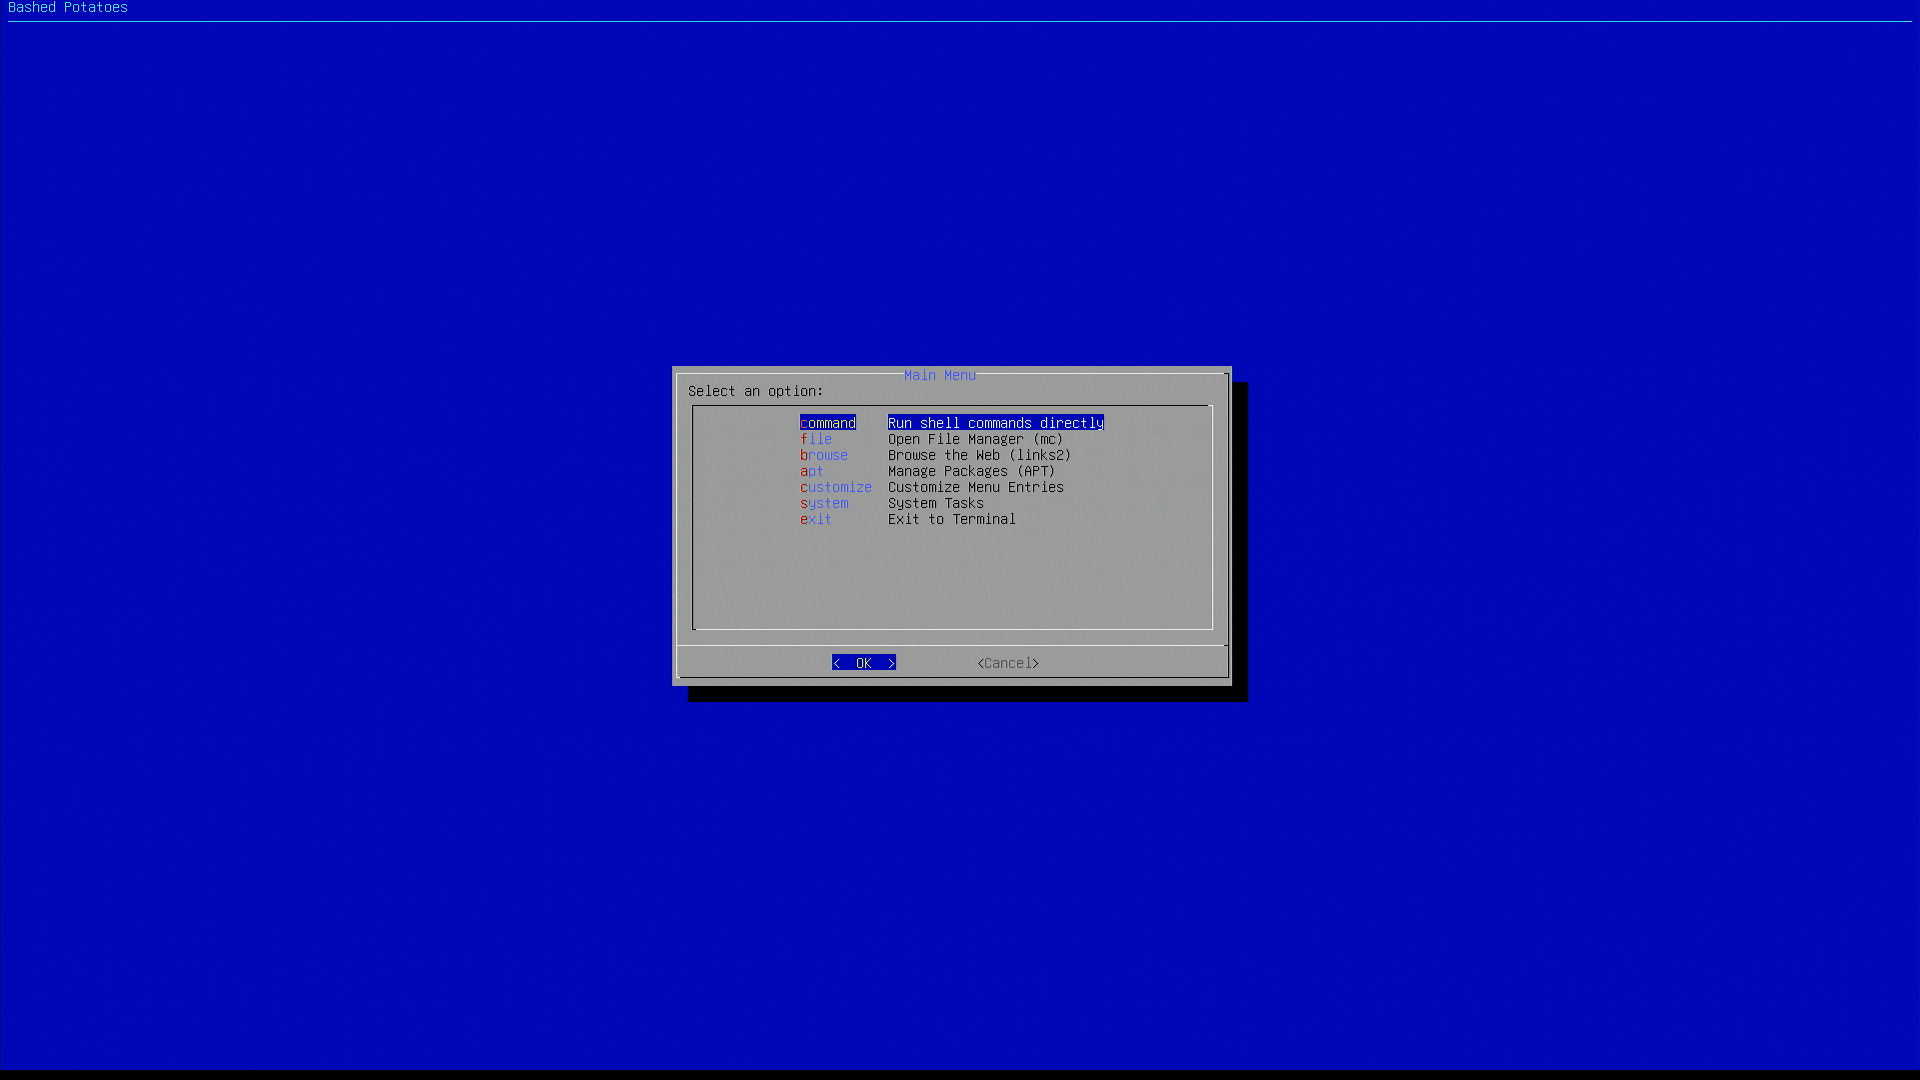 Bashed Potatoes
Main Menu
Select an option:
command Run shell commands directly
file Open File Manager (mc)
browse Browse the Web (links2)
apt Manage Packages (APT)
customize Customize Menu Entries
system System Tasks
exit Exit to Terminal
< OK > <Cancel>